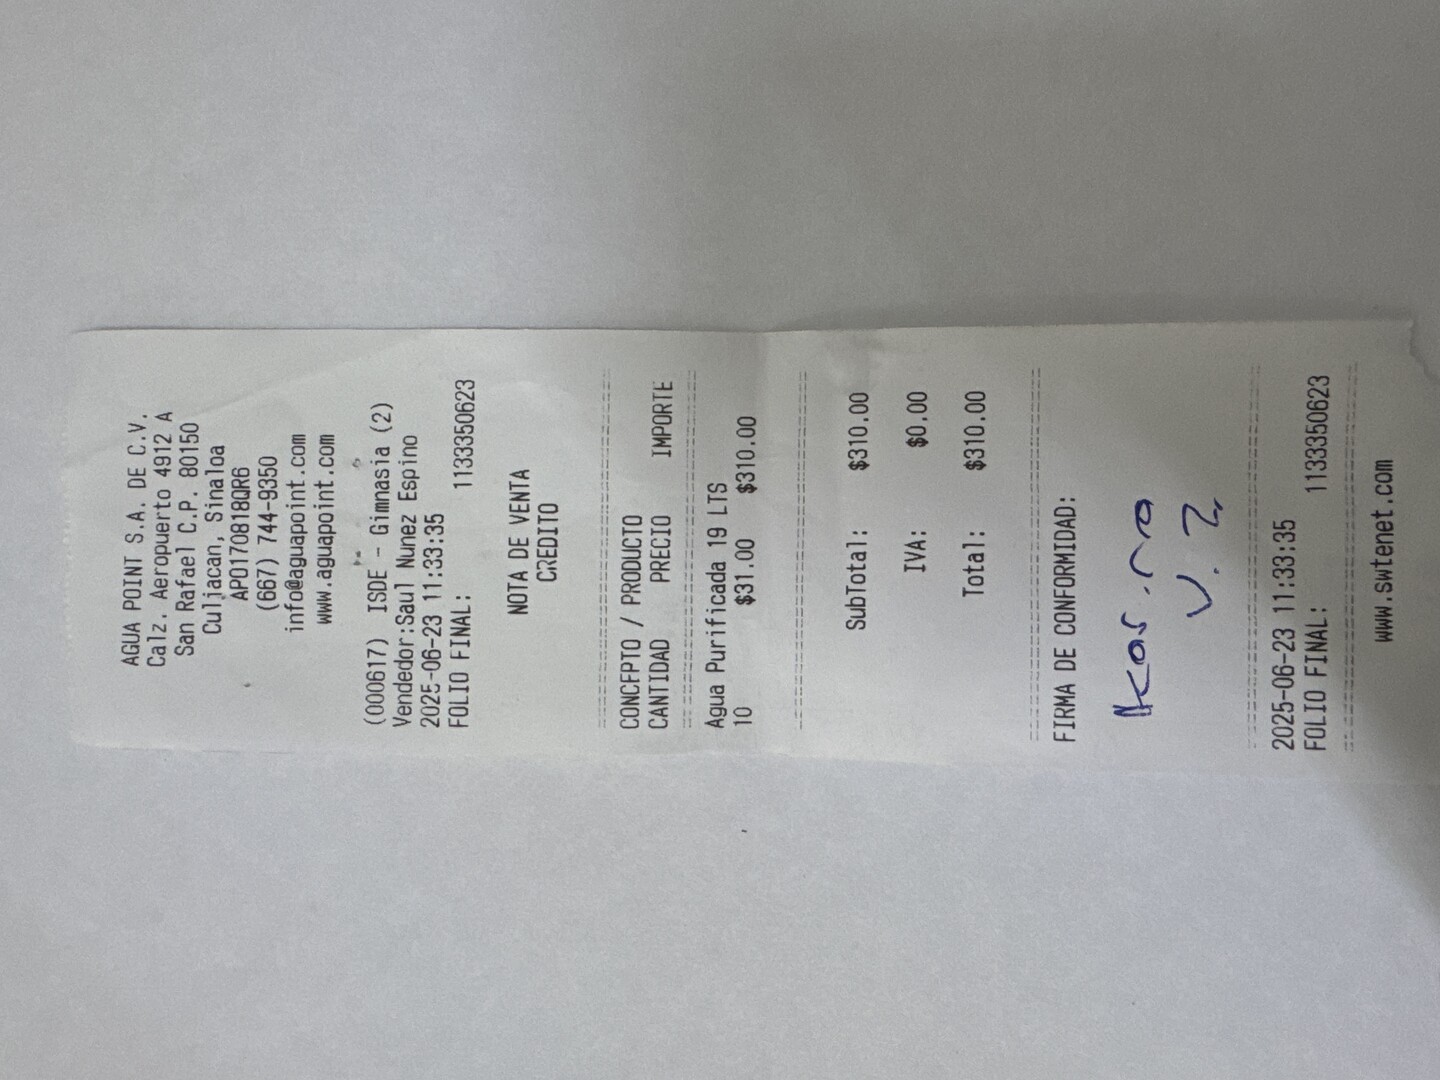 AGUA POINT S.A. DE C.V.
Calz. Aeropuerto 4912 A
San Rafael C.P. 80150
Culiacan, Sinaloa
APO170818QR6
(667) 744-9350
info@aguapoint.com
www.aguapoint.com
(000617) ISDE - Gimnasia (2)
Vendedor:Saul Nunez Espino
2025-06-23 11:33:35
FOLIO FINAL: 1133350623
NOTA DE VENTA
CREDITO
CONCEPTO / PRODUCTO
CANTIDAD PRECIO IMPORTE
Agua Purificada 19 LTS
10 $31.00 $310.00
SubTotal: $310.00
IVA: $0.00
Total: $310.00
FIRMA DE CONFORMIDAD:
V. Z
2025-06-23 11:33:35
FOLIO FINAL: 1133350623
www.swtenet.com